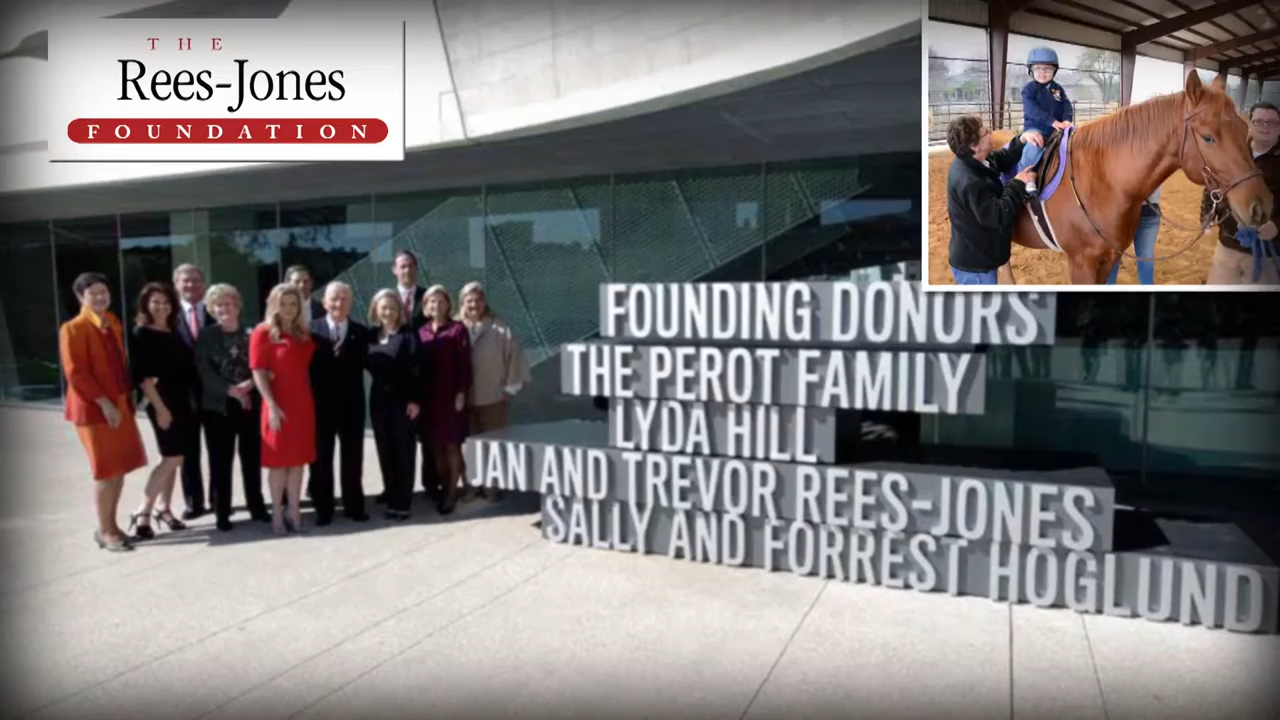 THE
Rees-Jones
FOUNDATION
FOUNDING DONORS
THE PEROT FAMILY
LYDA HILL
JAN AND TREVOR REES-JONES
SALLY AND FORREST HOGLUND